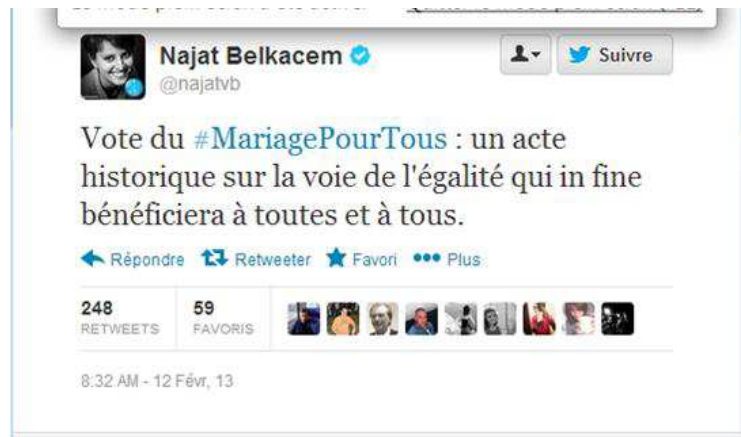 Najat Belkacem
@najatvb
Suivre
Vote du #MariagePourTous : un acte
historique sur la voie de l'égalité qui in fine
bénéficiera à toutes et à tous.
Répondre Retweeter Favori Plus
248 59
RETWEETS FAVORIS
8:32 AM - 12 Févr, 13